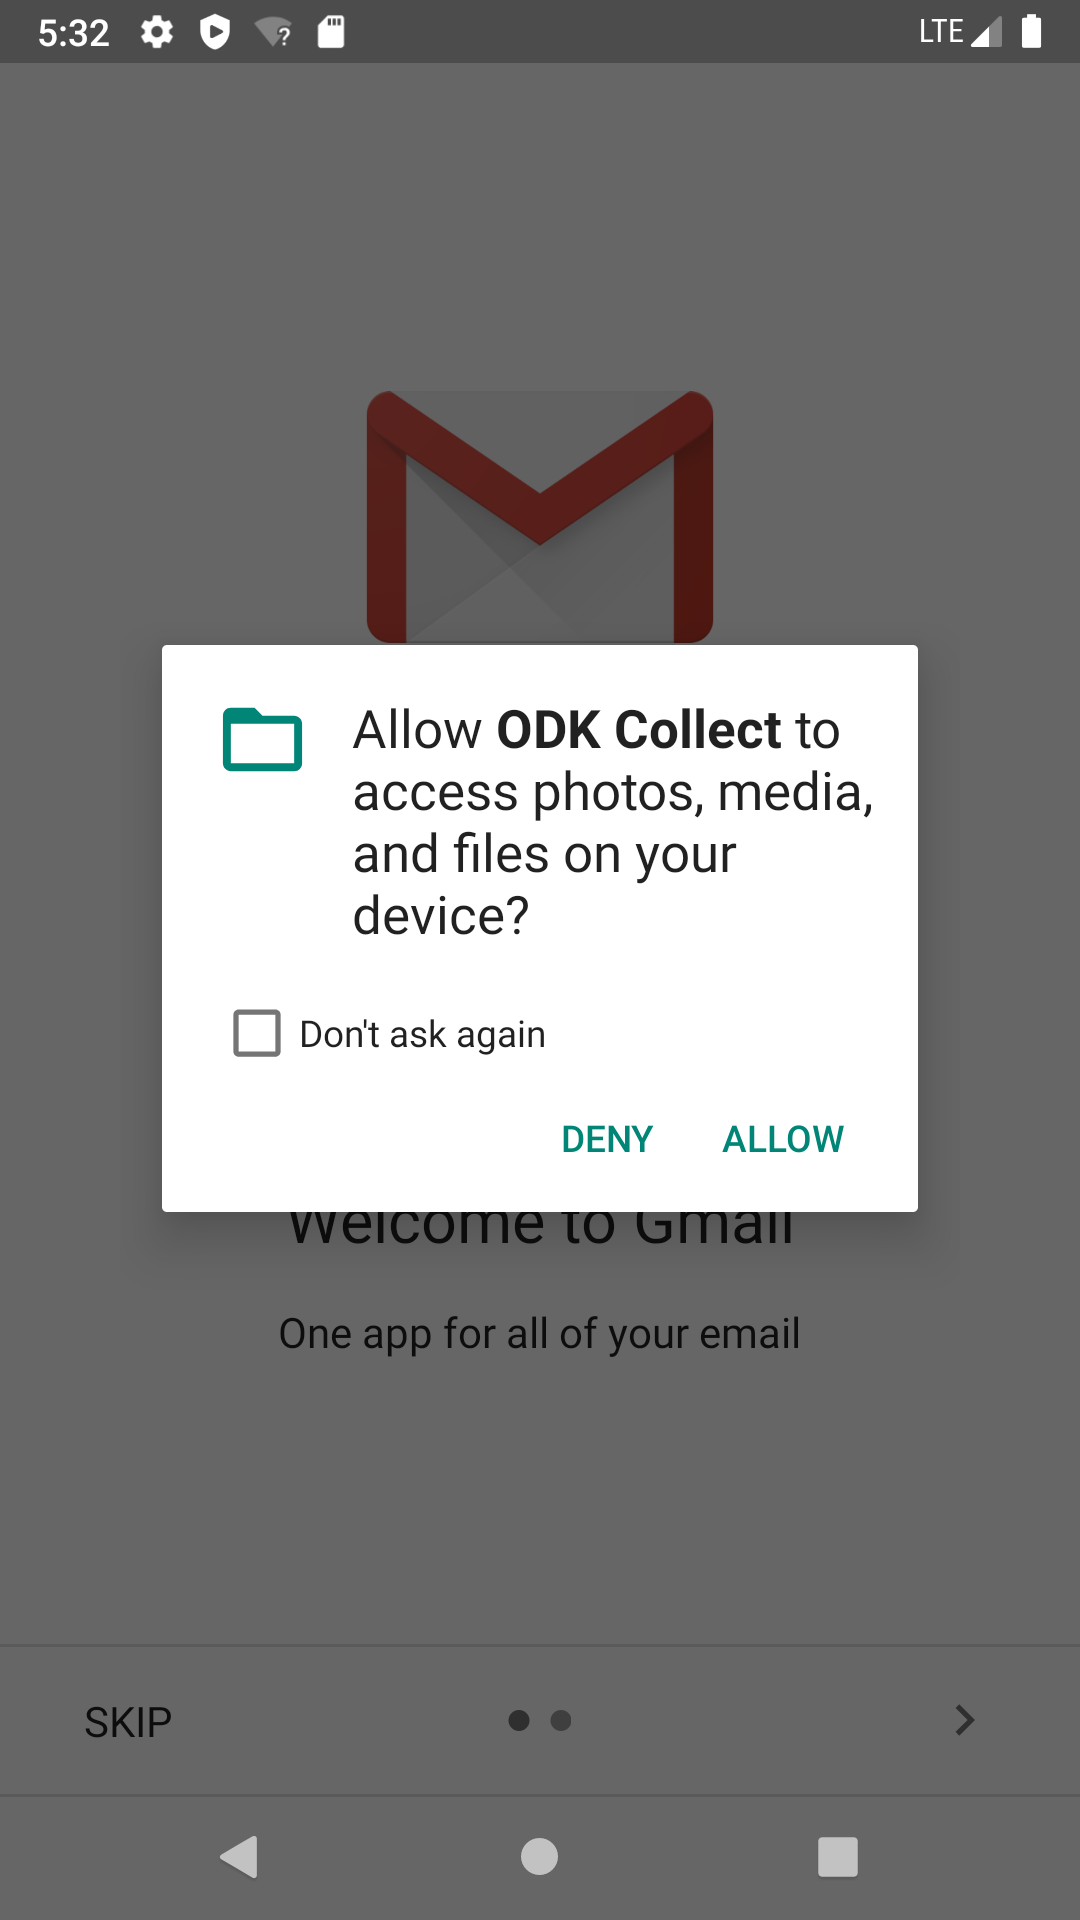 5:32
LTE
Allow ODK Collect to
access photos, media,
and files on your
device?
Don't ask again
DENY ALLOW
Welcome to Gmail
One app for all of your email
SKIP